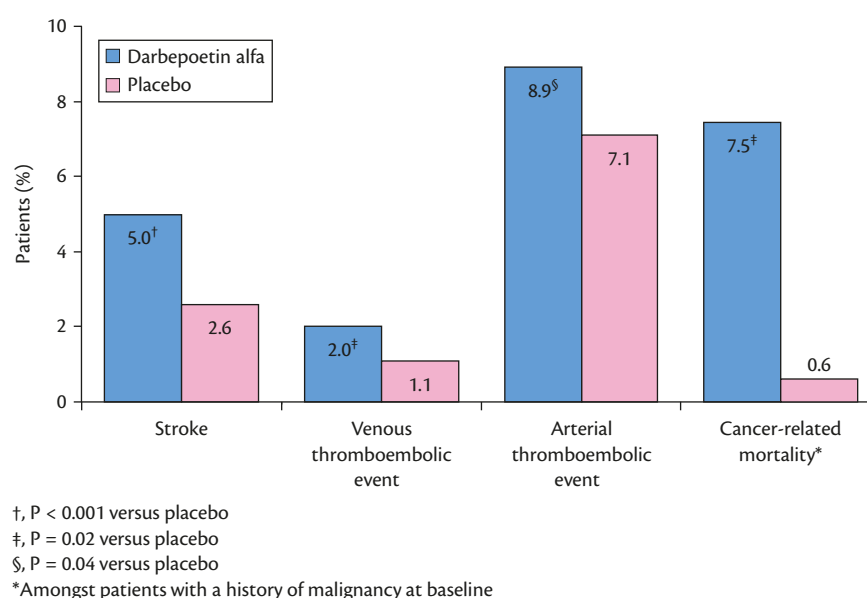 10
8
6
4
2
0
Patients (%)
Darbepoetin alfa
Placebo
5.0†
2.6
2.0‡
1.1
8.9§
7.1
7.5‡
0.6
Stroke
Venous
thromboembolic
event
Arterial
thromboembolic
event
Cancer-related
mortality*
†, P < 0.001 versus placebo
‡, P = 0.02 versus placebo
§, P = 0.04 versus placebo
*Amongst patients with a history of malignancy at baseline